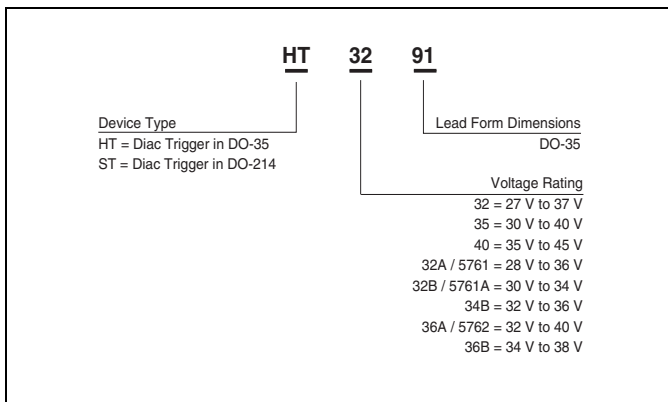 HT 32 91
Device Type
HT = Diac Trigger in DO-35
ST = Diac Trigger in DO-214
Lead Form Dimensions
DO-35
Voltage Rating
32 = 27 V to 37 V
35 = 30 V to 40 V
40 = 35 V to 45 V
32A / 5761 = 28 V to 36 V
32B / 5761A = 30 V to 34 V
34B = 32 V to 36 V
36A / 5762 = 32 V to 40 V
36B = 34 V to 38 V